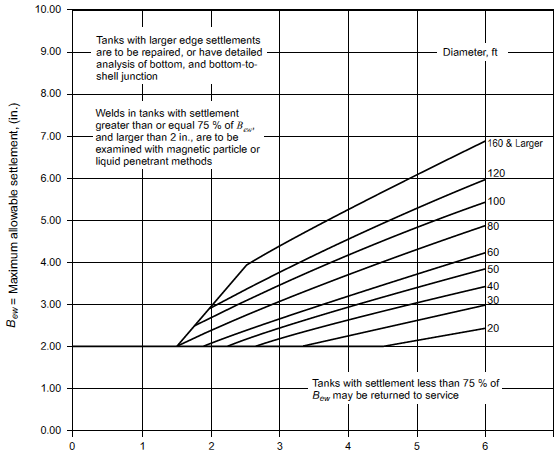 10.00
9.00
8.00
7.00
6.00
5.00
4.00
3.00
2.00
1.00
0.00
Bew = Maximum allowable settlement, (in.)
Tanks with larger edge settlements
are to be repaired, or have detailed
analysis of bottom, and bottom-to-
shell junction
Diameter, ft
Welds in tanks with settlement
greater than or equal 75 % of Bew,
and larger than 2 in., are to be
examined with magnetic particle or
liquid penetrant methods
160 & Larger
120
100
80
60
50
40
30
20
Tanks with settlement less than 75 % of
Bew may be returned to service
0
1
2
3
4
5
6